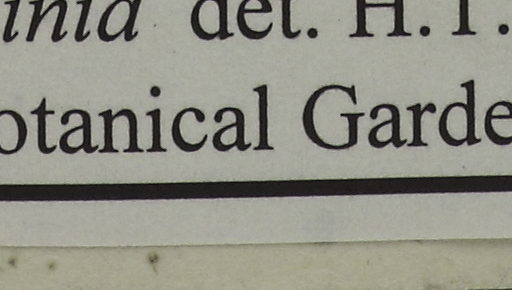 inia det. H.T.
otanical Garde